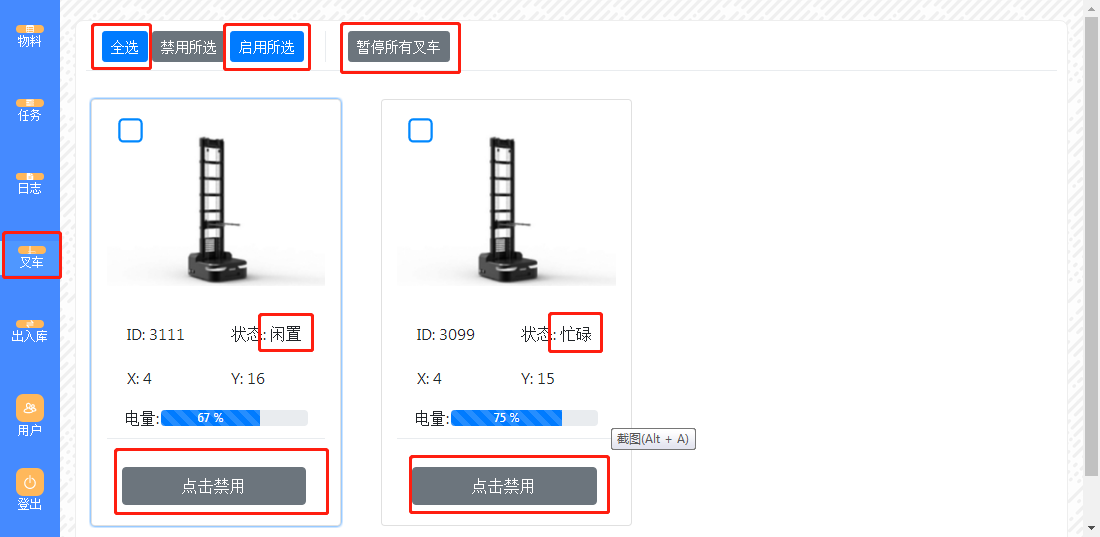 物料
任务
日志
叉车
出入库
用户
登出
全选 禁用所选 启用所选 暂停所有叉车
ID: 3111 状态: 闲置
X: 4 Y: 16
电量: 67 %
点击禁用
ID: 3099 状态: 忙碌
X: 4 Y: 15
电量: 75 %
点击禁用
截图(Alt + A)